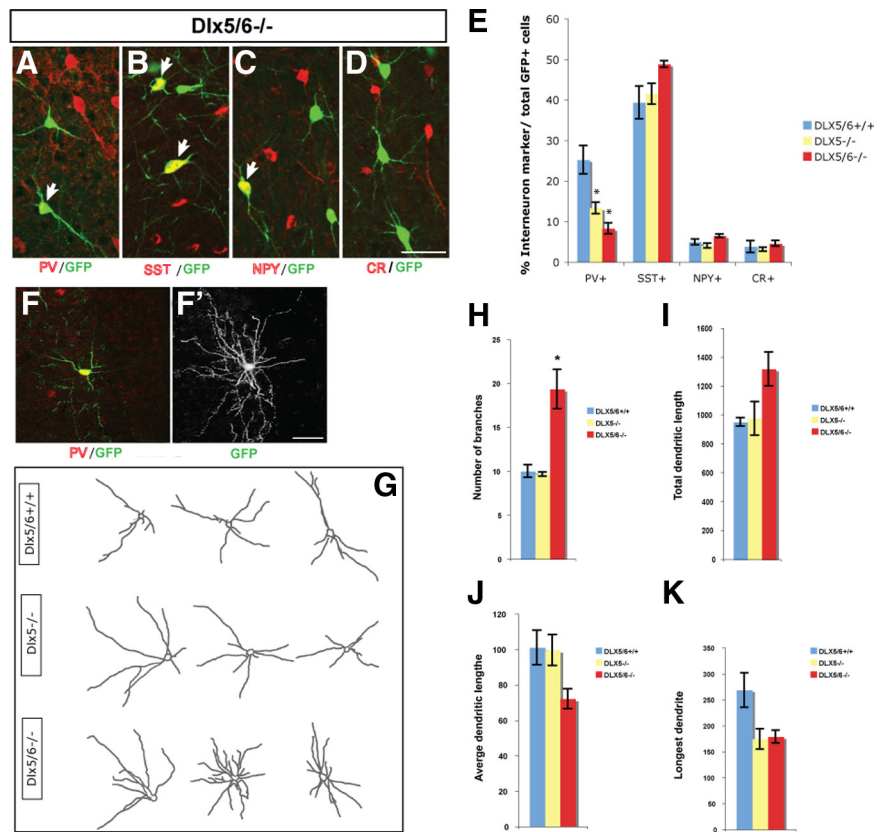 Dlx5/6-/-
A
B
C
D
PV/GFP
SST/GFP
NPY/GFP
CR/GFP
E
% Interneuron marker/ total GFP+ cells
60
50
40
30
20
10
0
*
*
PV+
SST+
NPY+
CR+
DLX5/6+/+
DLX5-/-
DLX5/6-/-
F
F'
PV/GFP
GFP
G
Dlx5/6+/+
Dlx5-/-
Dlx5/6-/-
H
Number of branches
25
20
15
10
5
0
*
DLX5/6+/+
DLX5-/-
DLX5/6-/-
I
Total dendritic length
1600
1400
1200
1000
800
600
400
200
0
DLX5/6+/+
DLX5-/-
DLX5/6-/-
J
Averge dendritic lengthe
120
100
80
60
40
20
0
DLX5/6+/+
DLX5-/-
DLX5/6-/-
K
Longest dendrite
350
300
250
200
150
100
50
0
DLX5/6+/+
DLX5-/-
DLX5/6-/-